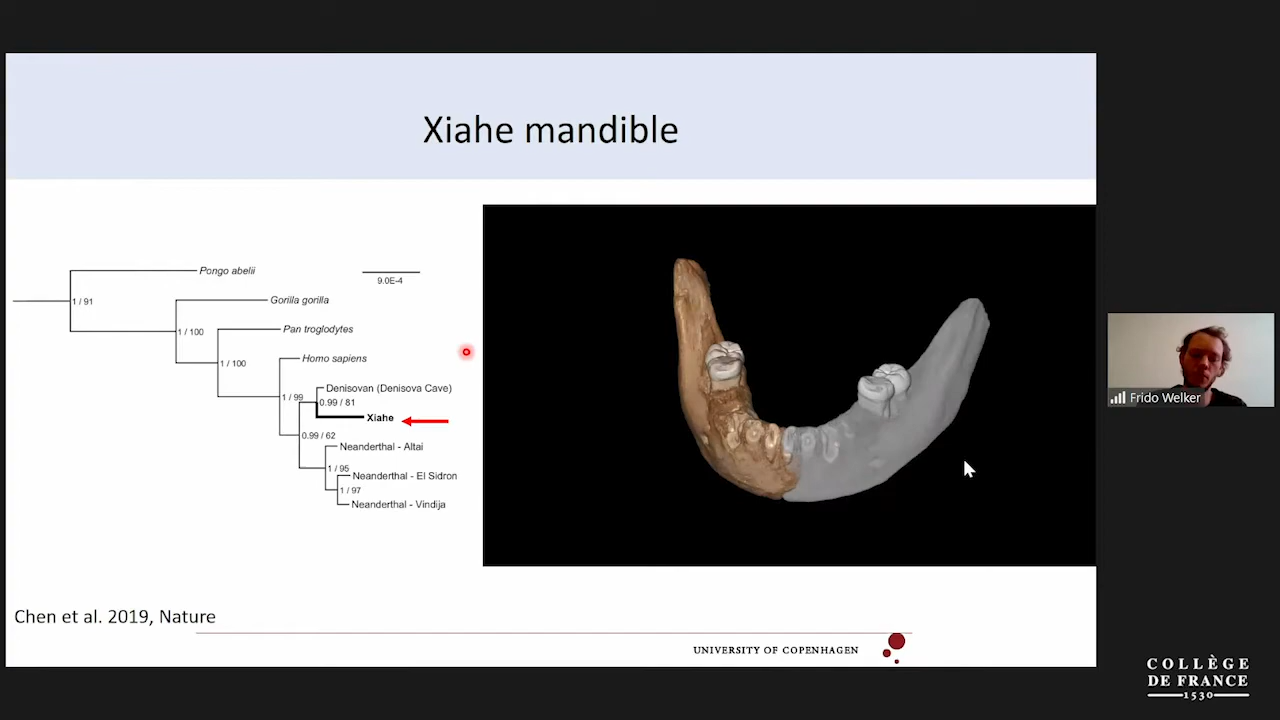 Xiahe mandible
Pongo abelii
9.0E-4
1 / 91
Gorilla gorilla
1 / 100
Pan troglodytes
1 / 100
Homo sapiens
1 / 99
Denisovan (Denisova Cave)
0.99 / 81
Xiahe
0.99 / 62
Neanderthal - Altai
1 / 95
Neanderthal - El Sidron
1 / 97
Neanderthal - Vindija
Chen et al. 2019, Nature
UNIVERSITY OF COPENHAGEN
Frido Welker
COLLÈGE
DE FRANCE
1530